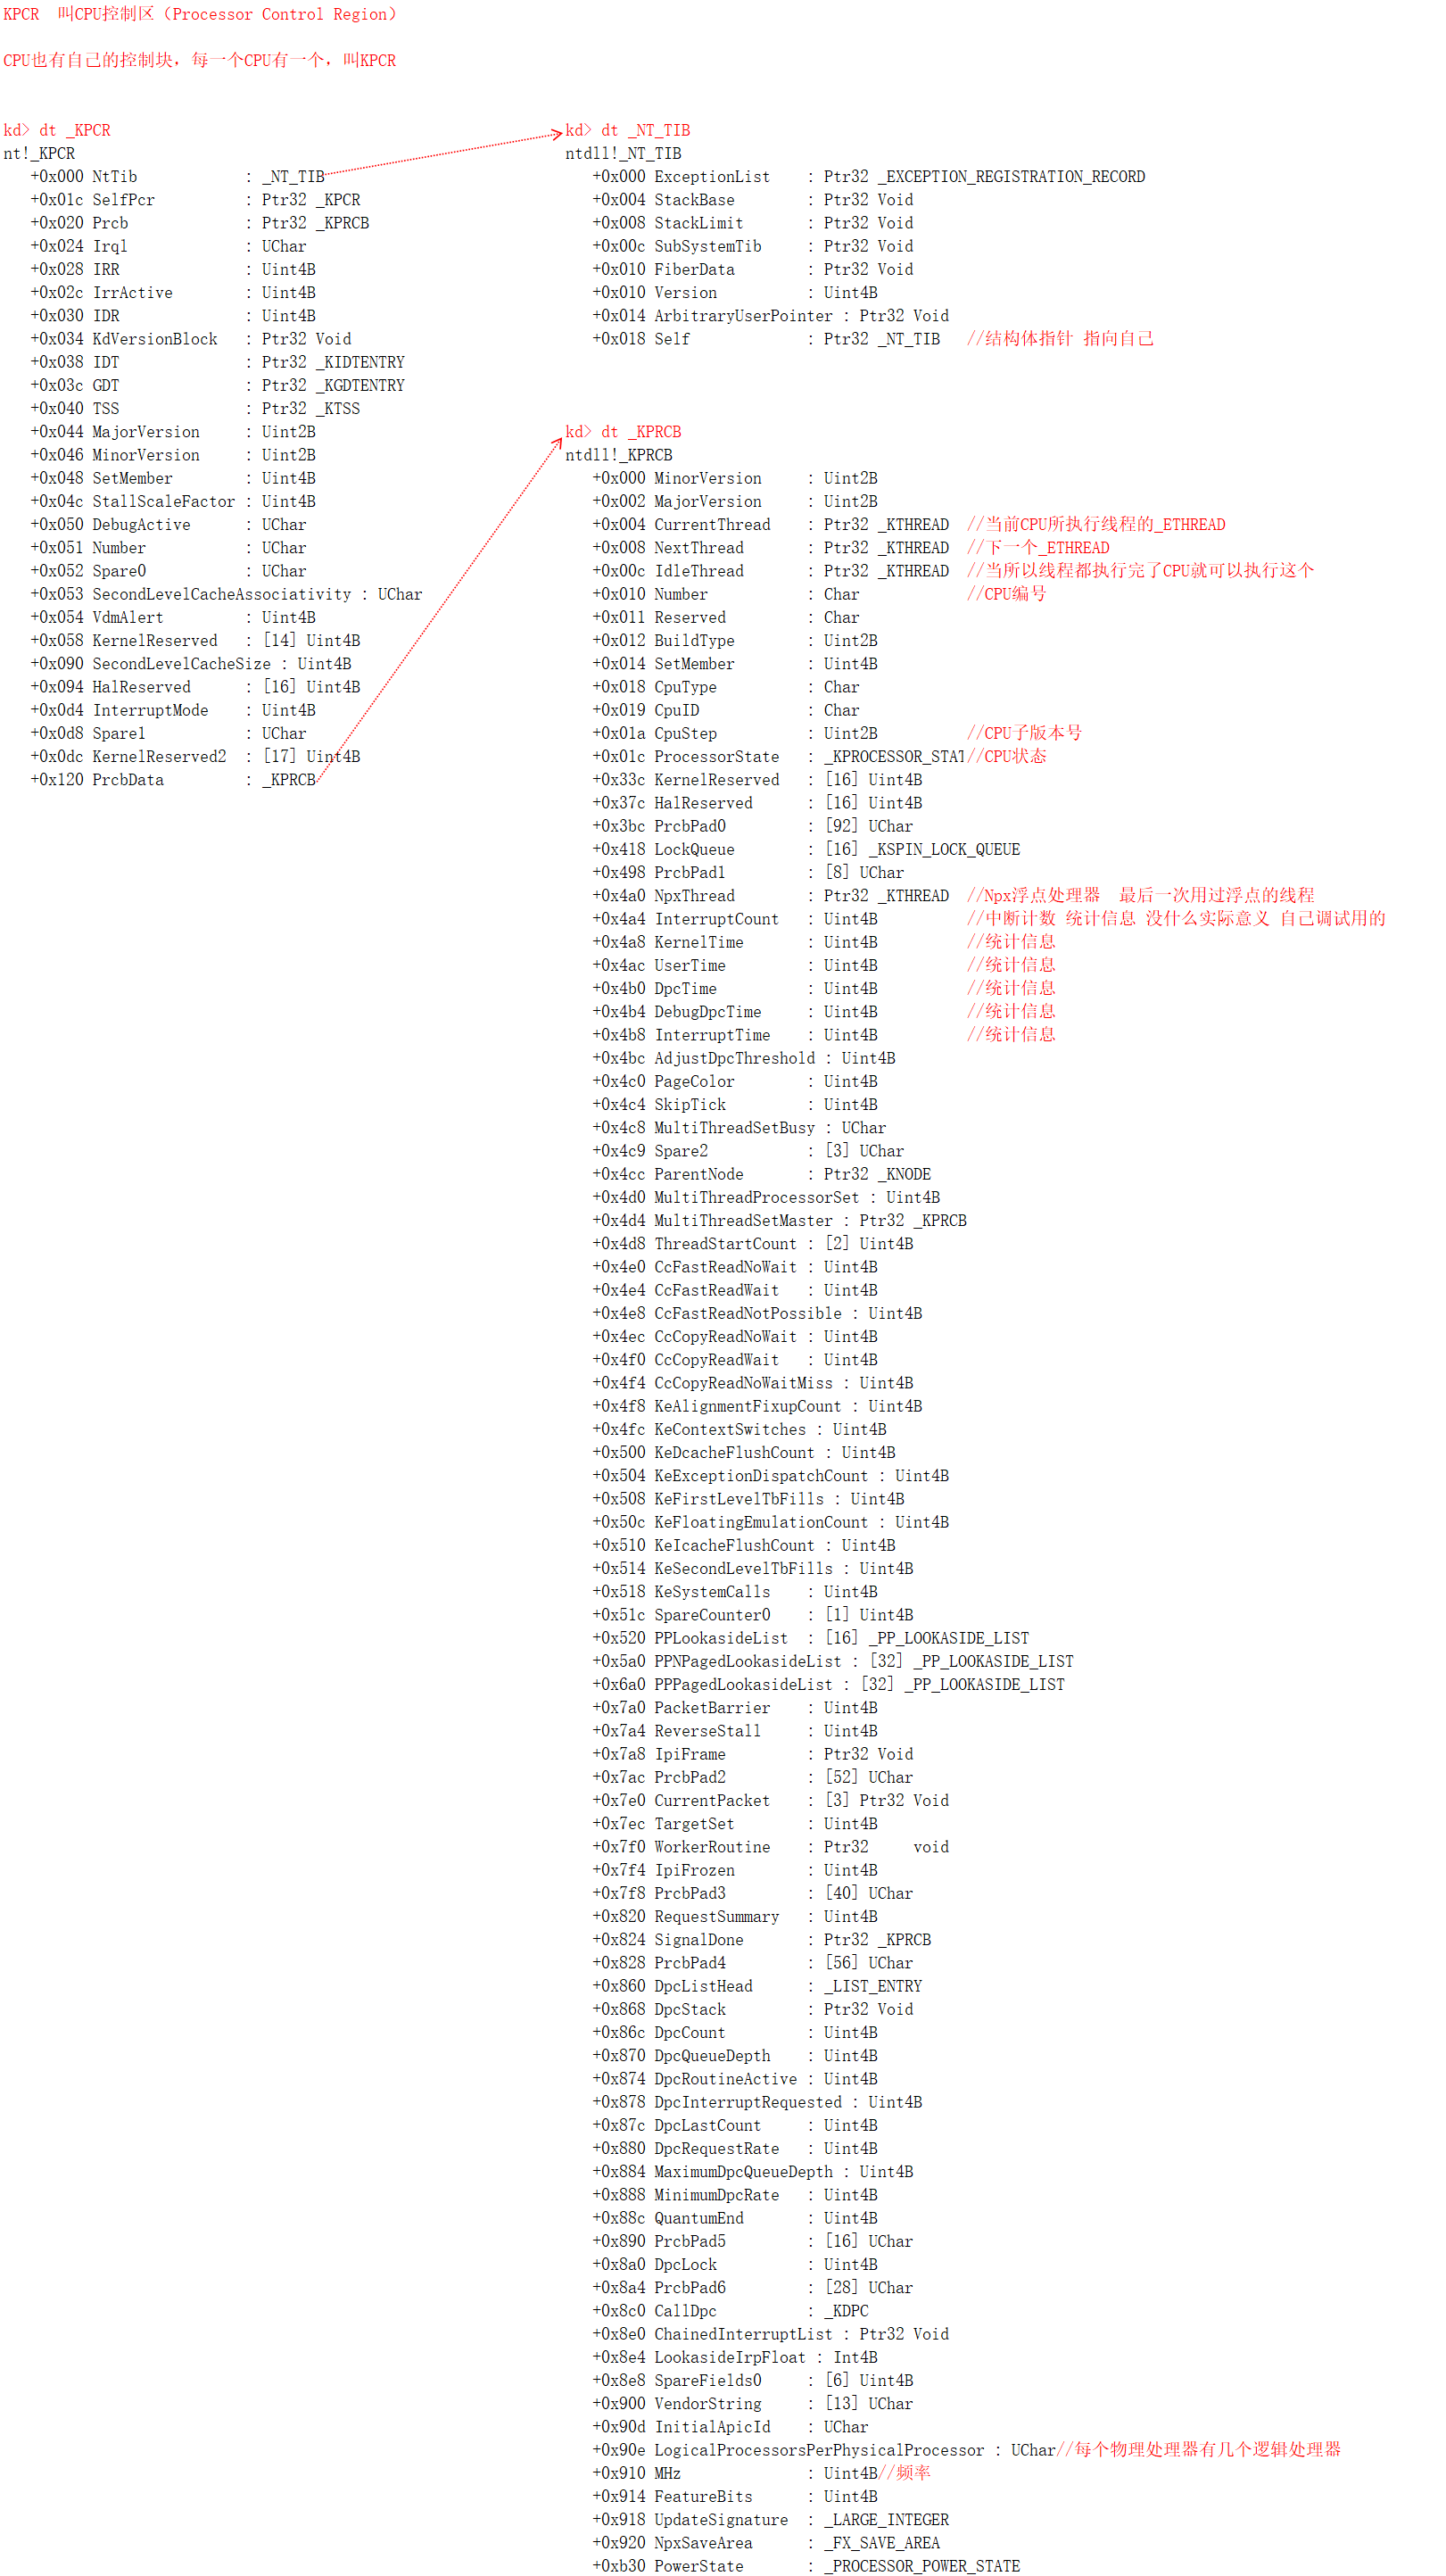 KPCR  叫CPU控制区（Processor Control Region）
CPU也有自己的控制块，每一个CPU有一个，叫KPCR
kd> dt _KPCR
nt!_KPCR
   +0x000 NtTib            : _NT_TIB
   +0x01c SelfPcr          : Ptr32 _KPCR
   +0x020 Prcb             : Ptr32 _KPRCB
   +0x024 Irql             : UChar
   +0x028 IRR              : Uint4B
   +0x02c IrrActive        : Uint4B
   +0x030 IDR              : Uint4B
   +0x034 KdVersionBlock   : Ptr32 Void
   +0x038 IDT              : Ptr32 _KIDTENTRY
   +0x03c GDT              : Ptr32 _KGDTENTRY
   +0x040 TSS              : Ptr32 _KTSS
   +0x044 MajorVersion     : Uint2B
   +0x046 MinorVersion     : Uint2B
   +0x048 SetMember        : Uint4B
   +0x04c StallScaleFactor : Uint4B
   +0x050 DebugActive      : UChar
   +0x051 Number           : UChar
   +0x052 Spare0           : UChar
   +0x053 SecondLevelCacheAssociativity : UChar
   +0x054 VdmAlert         : Uint4B
   +0x058 KernelReserved   : [14] Uint4B
   +0x090 SecondLevelCacheSize : Uint4B
   +0x094 HalReserved      : [16] Uint4B
   +0x0d4 InterruptMode    : Uint4B
   +0x0d8 Spare1           : UChar
   +0x0dc KernelReserved2  : [17] Uint4B
   +0x120 PrcbData         : _KPRCB
kd> dt _NT_TIB
ntdll!_NT_TIB
   +0x000 ExceptionList    : Ptr32 _EXCEPTION_REGISTRATION_RECORD
   +0x004 StackBase        : Ptr32 Void
   +0x008 StackLimit       : Ptr32 Void
   +0x00c SubSystemTib     : Ptr32 Void
   +0x010 FiberData        : Ptr32 Void
   +0x010 Version          : Uint4B
   +0x014 ArbitraryUserPointer : Ptr32 Void
   +0x018 Self             : Ptr32 _NT_TIB   //结构体指针 指向自己
kd> dt _KPRCB
ntdll!_KPRCB
   +0x000 MinorVersion     : Uint2B
   +0x002 MajorVersion     : Uint2B
   +0x004 CurrentThread    : Ptr32 _KTHREAD  //当前CPU所执行线程的_ETHREAD
   +0x008 NextThread       : Ptr32 _KTHREAD  //下一个_ETHREAD
   +0x00c IdleThread       : Ptr32 _KTHREAD  //当所以线程都执行完了CPU就可以执行这个
   +0x010 Number           : Char            //CPU编号
   +0x011 Reserved         : Char
   +0x012 BuildType        : Uint2B
   +0x014 SetMember        : Uint4B
   +0x018 CpuType          : Char
   +0x019 CpuID            : Char
   +0x01a CpuStep          : Uint2B          //CPU子版本号
   +0x01c ProcessorState   : _KPROCESSOR_STAT//CPU状态
   +0x33c KernelReserved   : [16] Uint4B
   +0x37c HalReserved      : [16] Uint4B
   +0x3bc PrcbPad0         : [92] UChar
   +0x418 LockQueue        : [16] _KSPIN_LOCK_QUEUE
   +0x498 PrcbPad1         : [8] UChar
   +0x4a0 NpxThread        : Ptr32 _KTHREAD  //Npx浮点处理器  最后一次用过浮点的线程
   +0x4a4 InterruptCount   : Uint4B          //中断计数 统计信息 没什么实际意义 自己调试用的
   +0x4a8 KernelTime       : Uint4B          //统计信息
   +0x4ac UserTime         : Uint4B          //统计信息
   +0x4b0 DpcTime          : Uint4B          //统计信息
   +0x4b4 DebugDpcTime     : Uint4B          //统计信息
   +0x4b8 InterruptTime    : Uint4B          //统计信息
   +0x4bc AdjustDpcThreshold : Uint4B
   +0x4c0 PageColor        : Uint4B
   +0x4c4 SkipTick         : Uint4B
   +0x4c8 MultiThreadSetBusy : UChar
   +0x4c9 Spare2           : [3] UChar
   +0x4cc ParentNode       : Ptr32 _KNODE
   +0x4d0 MultiThreadProcessorSet : Uint4B
   +0x4d4 MultiThreadSetMaster : Ptr32 _KPRCB
   +0x4d8 ThreadStartCount : [2] Uint4B
   +0x4e0 CcFastReadNoWait : Uint4B
   +0x4e4 CcFastReadWait   : Uint4B
   +0x4e8 CcFastReadNotPossible : Uint4B
   +0x4ec CcCopyReadNoWait : Uint4B
   +0x4f0 CcCopyReadWait   : Uint4B
   +0x4f4 CcCopyReadNoWaitMiss : Uint4B
   +0x4f8 KeAlignmentFixupCount : Uint4B
   +0x4fc KeContextSwitches : Uint4B
   +0x500 KeDcacheFlushCount : Uint4B
   +0x504 KeExceptionDispatchCount : Uint4B
   +0x508 KeFirstLevelTbFills : Uint4B
   +0x50c KeFloatingEmulationCount : Uint4B
   +0x510 KeIcacheFlushCount : Uint4B
   +0x514 KeSecondLevelTbFills : Uint4B
   +0x518 KeSystemCalls    : Uint4B
   +0x51c SpareCounter0    : [1] Uint4B
   +0x520 PPLookasideList  : [16] _PP_LOOKASIDE_LIST
   +0x5a0 PPNPagedLookasideList : [32] _PP_LOOKASIDE_LIST
   +0x6a0 PPPagedLookasideList : [32] _PP_LOOKASIDE_LIST
   +0x7a0 PacketBarrier    : Uint4B
   +0x7a4 ReverseStall     : Uint4B
   +0x7a8 IpiFrame         : Ptr32 Void
   +0x7ac PrcbPad2         : [52] UChar
   +0x7e0 CurrentPacket    : [3] Ptr32 Void
   +0x7ec TargetSet        : Uint4B
   +0x7f0 WorkerRoutine    : Ptr32     void
   +0x7f4 IpiFrozen        : Uint4B
   +0x7f8 PrcbPad3         : [40] UChar
   +0x820 RequestSummary   : Uint4B
   +0x824 SignalDone       : Ptr32 _KPRCB
   +0x828 PrcbPad4         : [56] UChar
   +0x860 DpcListHead      : _LIST_ENTRY
   +0x868 DpcStack         : Ptr32 Void
   +0x86c DpcCount         : Uint4B
   +0x870 DpcQueueDepth    : Uint4B
   +0x874 DpcRoutineActive : Uint4B
   +0x878 DpcInterruptRequested : Uint4B
   +0x87c DpcLastCount     : Uint4B
   +0x880 DpcRequestRate   : Uint4B
   +0x884 MaximumDpcQueueDepth : Uint4B
   +0x888 MinimumDpcRate   : Uint4B
   +0x88c QuantumEnd       : Uint4B
   +0x890 PrcbPad5         : [16] UChar
   +0x8a0 DpcLock          : Uint4B
   +0x8a4 PrcbPad6         : [28] UChar
   +0x8c0 CallDpc          : _KDPC
   +0x8e0 ChainedInterruptList : Ptr32 Void
   +0x8e4 LookasideIrpFloat : Int4B
   +0x8e8 SpareFields0     : [6] Uint4B
   +0x900 VendorString     : [13] UChar
   +0x90d InitialApicId    : UChar
   +0x90e LogicalProcessorsPerPhysicalProcessor : UChar//每个物理处理器有几个逻辑处理器
   +0x910 MHz              : Uint4B//频率
   +0x914 FeatureBits      : Uint4B
   +0x918 UpdateSignature  : _LARGE_INTEGER
   +0x920 NpxSaveArea      : _FX_SAVE_AREA
   +0xb30 PowerState       : _PROCESSOR_POWER_STATE